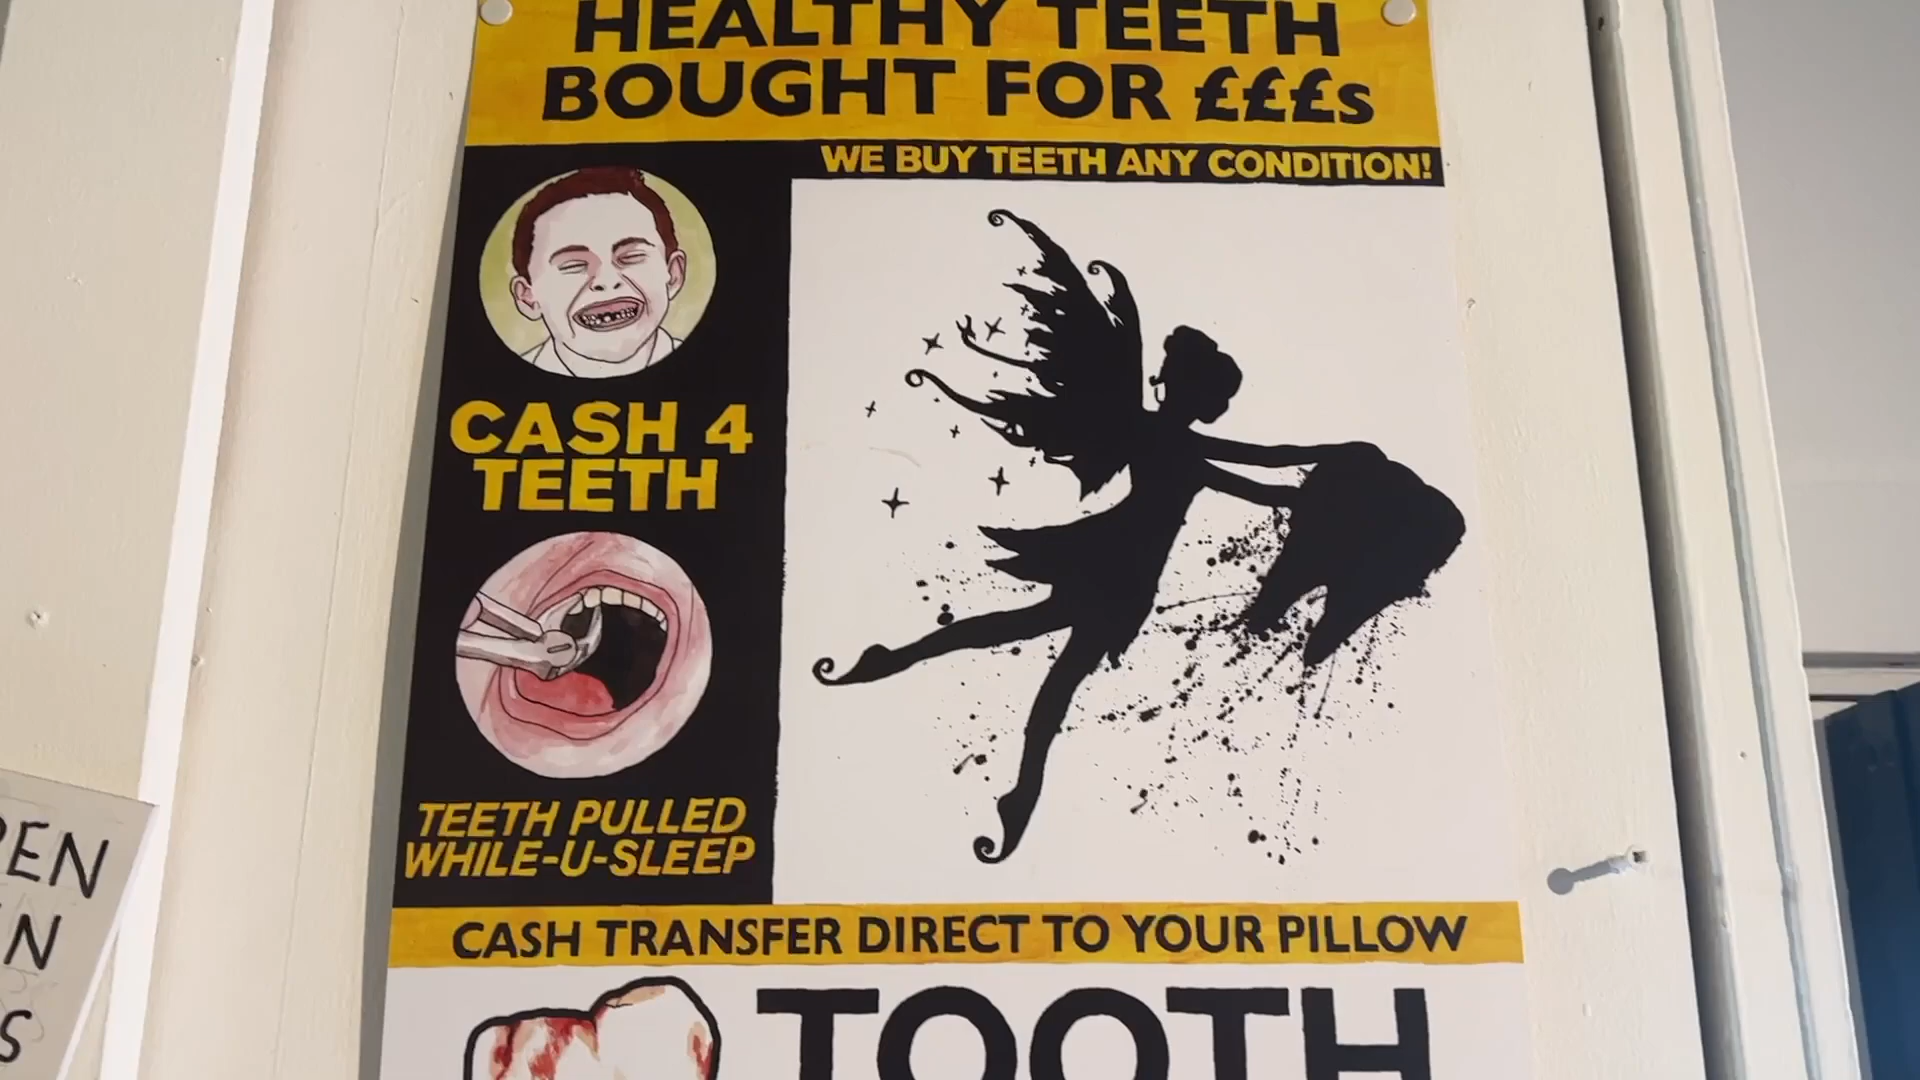 HEALTHY TEETH
BOUGHT FOR £££s
WE BUY TEETH ANY CONDITION!
CASH 4
TEETH
TEETH PULLED
WHILE-U-SLEEP
CASH TRANSFER DIRECT TO YOUR PILLOW
TOOTH